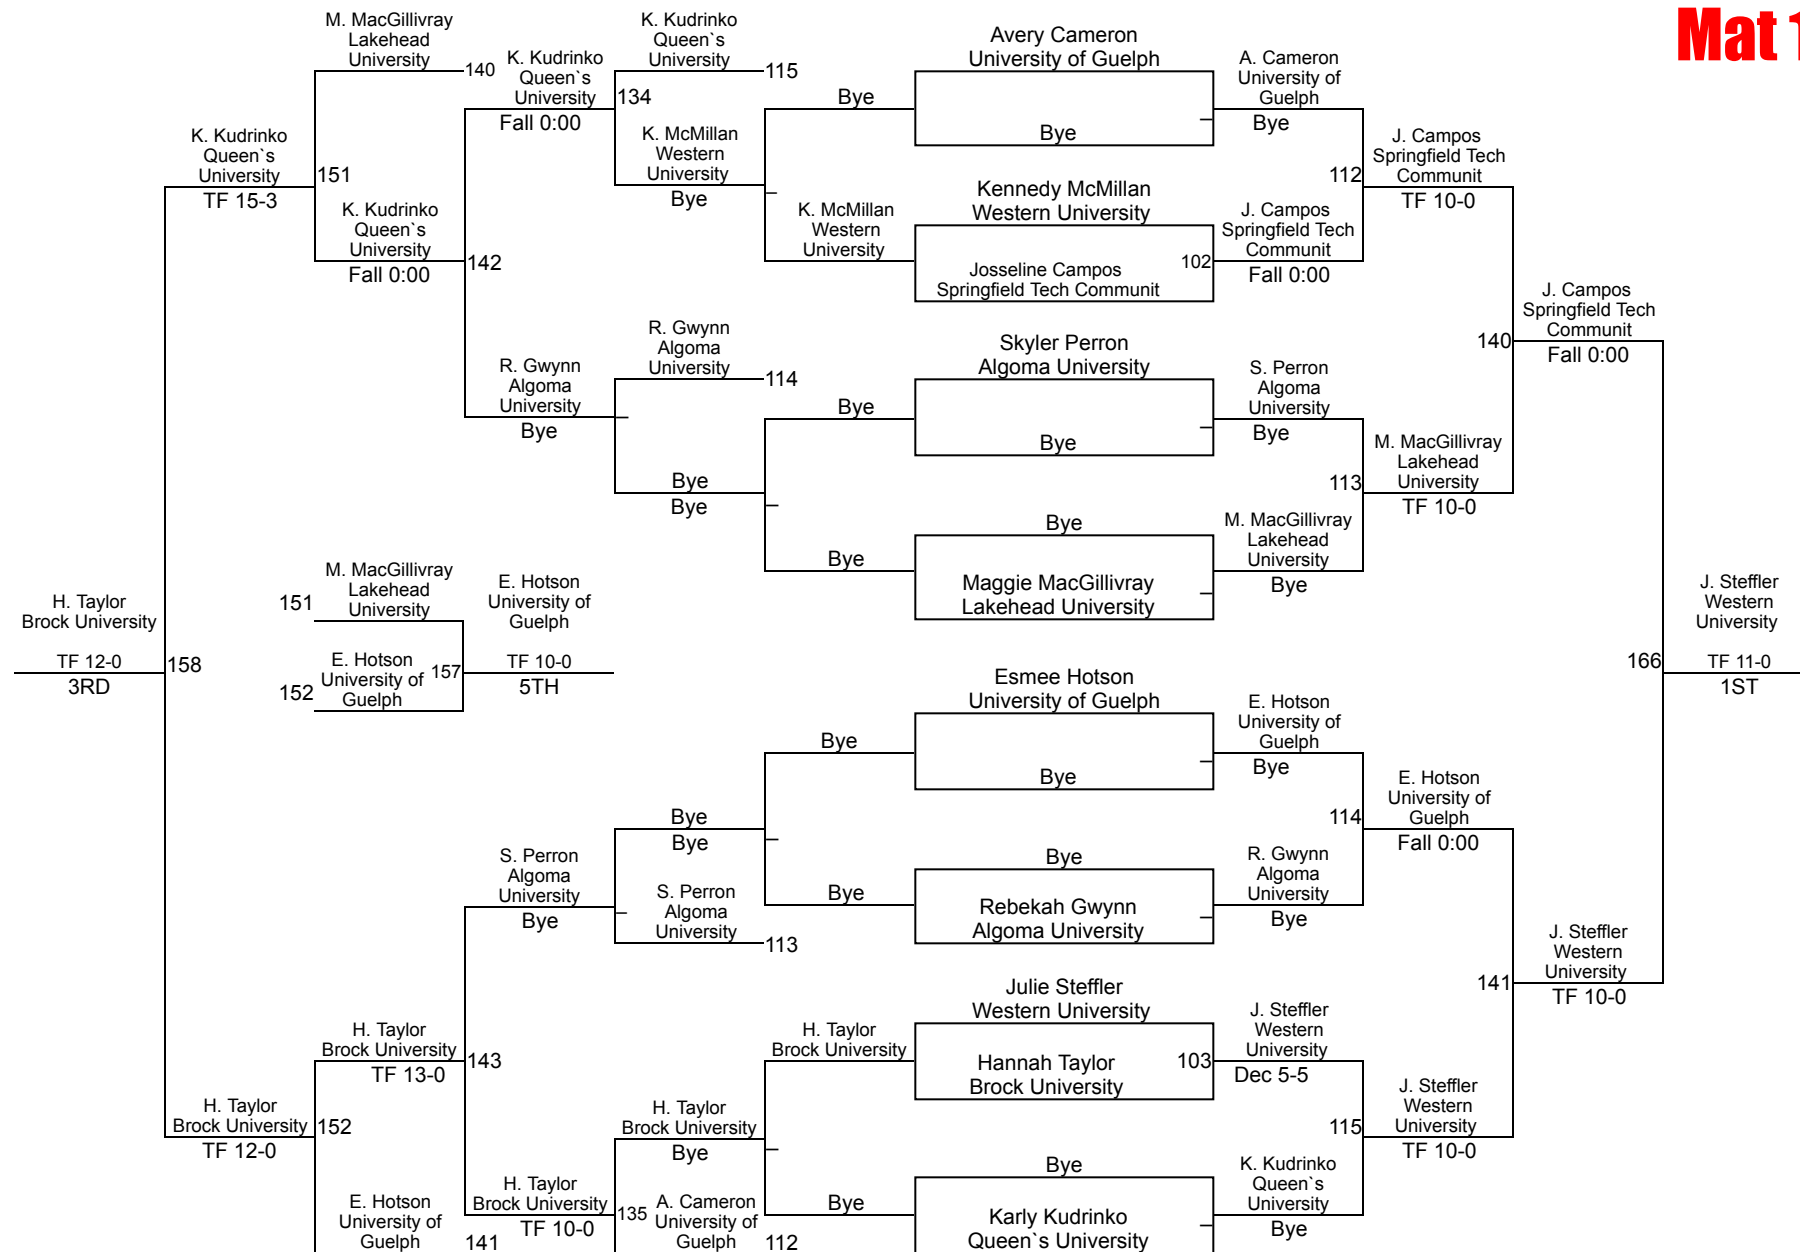 Mat 1
M. MacGillivray
Lakehead
University
140
K. Kudrinko
Queen`s
University
Fall 0:00
K. Kudrinko
Queen`s
University
115
134
K. McMillan
Western
University
Bye
Bye
Avery Cameron
University of Guelph
Bye
A. Cameron
University of
Guelph
Bye
J. Campos
Springfield Tech
Communit
TF 10-0
112
K. Kudrinko
Queen`s
University
TF 15-3
151
K. Kudrinko
Queen`s
University
Fall 0:00
142
K. McMillan
Western
University
Kennedy McMillan
Western University
Josseline Campos
Springfield Tech Communit
102
J. Campos
Springfield Tech
Communit
Fall 0:00
J. Campos
Springfield Tech
Communit
Fall 0:00
140
R. Gwynn
Algoma
University
Bye
R. Gwynn
Algoma
University
114
Bye
Skyler Perron
Algoma University
Bye
S. Perron
Algoma
University
Bye
M. MacGillivray
Lakehead
University
TF 10-0
113
Bye
Bye
Bye
Bye
Maggie MacGillivray
Lakehead University
M. MacGillivray
Lakehead
University
Bye
H. Taylor
Brock University
TF 12-0
3RD
158
151
M. MacGillivray
Lakehead
University
152
E. Hotson
University of
Guelph
157
E. Hotson
University of
Guelph
TF 10-0
5TH
J. Steffler
Western
University
TF 11-0
1ST
166
Bye
Esmee Hotson
University of Guelph
Bye
E. Hotson
University of
Guelph
Bye
E. Hotson
University of
Guelph
Fall 0:00
114
Bye
Bye
S. Perron
Algoma
University
Bye
S. Perron
Algoma
University
113
Bye
Bye
Rebekah Gwynn
Algoma University
R. Gwynn
Algoma
University
Bye
J. Steffler
Western
University
TF 10-0
141
H. Taylor
Brock University
TF 13-0
143
H. Taylor
Brock University
Julie Steffler
Western University
Hannah Taylor
Brock University
103
J. Steffler
Western
University
Dec 5-5
J. Steffler
Western
University
TF 10-0
115
H. Taylor
Brock University
TF 12-0
152
H. Taylor
Brock University
Bye
E. Hotson
University of
Guelph
141
H. Taylor
Brock University
TF 10-0
135
A. Cameron
University of
Guelph
112
Bye
Bye
Karly Kudrinko
Queen`s University
K. Kudrinko
Queen`s
University
Bye